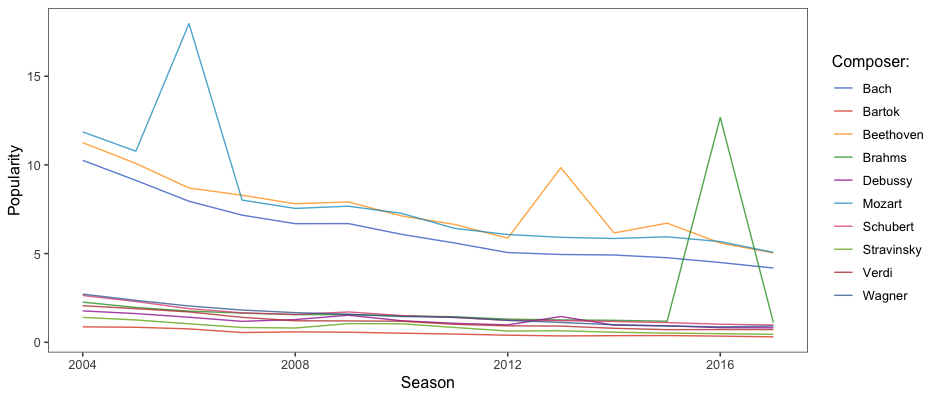 Popularity
15
10
5
0
2004
2008
2012
2016
Season
Composer:
Bach
Bartok
Beethoven
Brahms
Debussy
Mozart
Schubert
Stravinsky
Verdi
Wagner